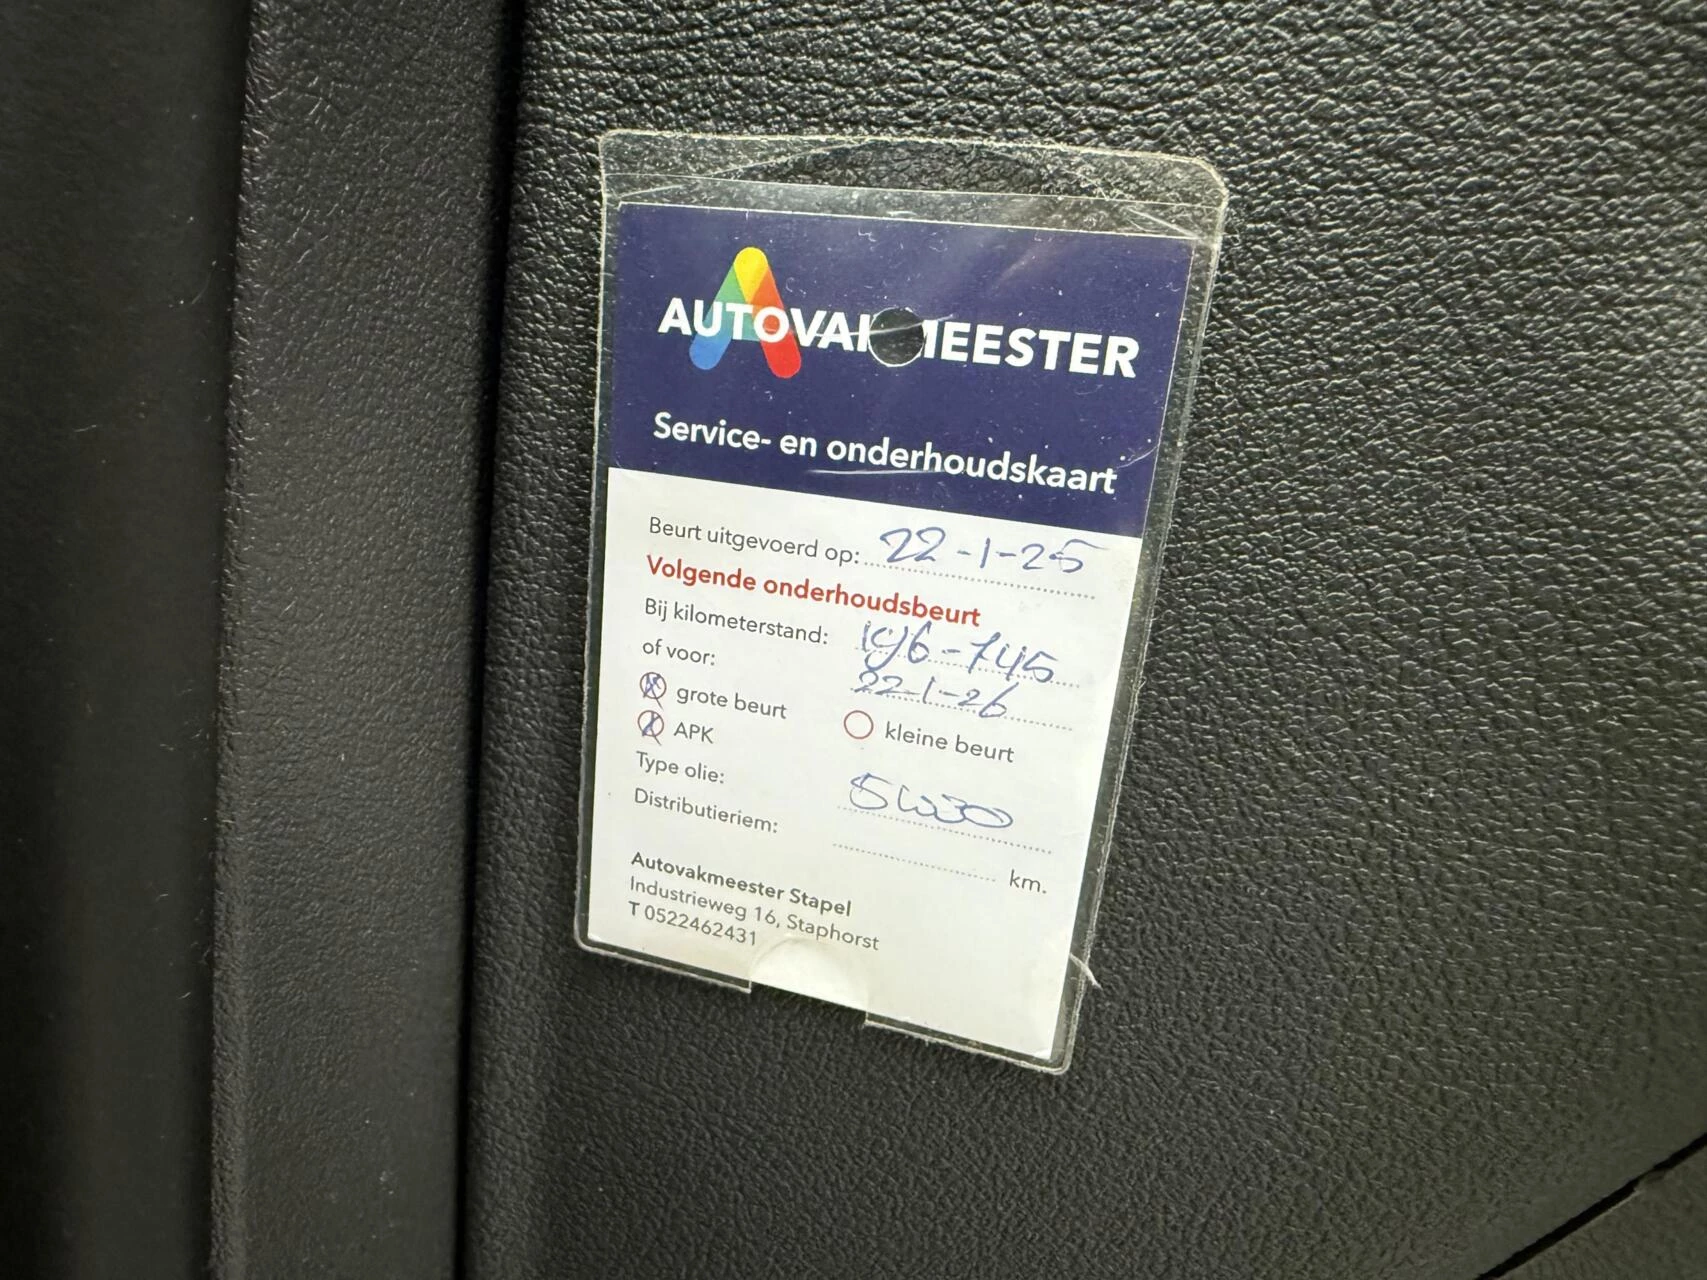 AUTOVAKMEESTER
Service- en onderhoudskaart
Beurt uitgevoerd op: 22-1-25
Volgende onderhoudsbeurt
Bij kilometerstand: 196-745
of voor: 22-1-26
grote beurt kleine beurt
APK
Type olie: 5W30
Distributieriem: km.
Autovakmeester Stapel
Industrieweg 16, Staphorst
T 0522462431